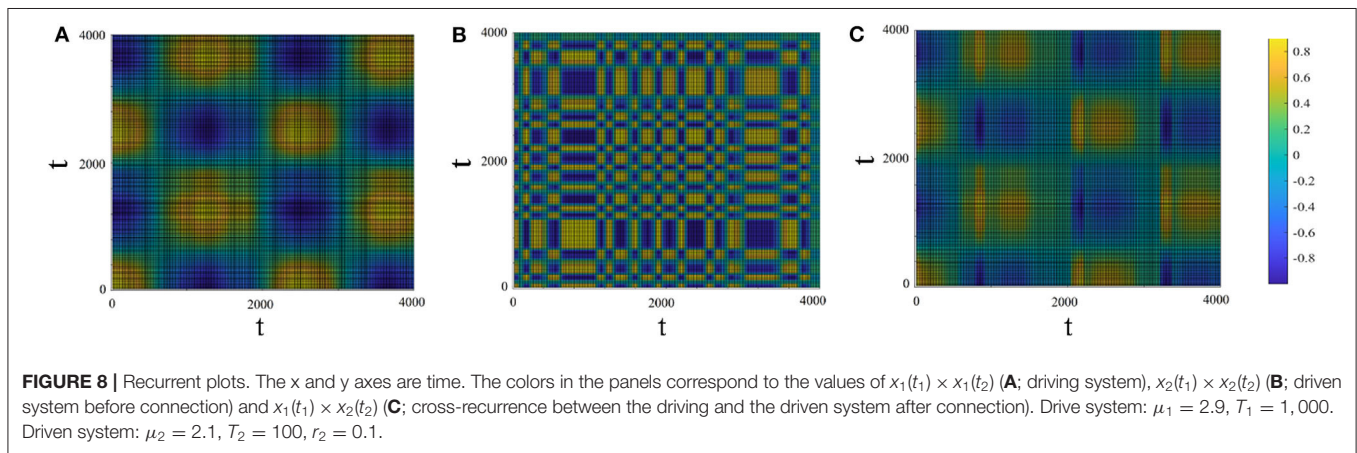 A
4000
2000
0
t
0
2000
4000
t
B
4000
2000
0
t
0
2000
4000
t
C
4000
2000
4000
0
t
0
2000
4000
t
0.8
0.6
0.4
0.2
0
-0.2
-0.4
-0.6
-0.8
FIGURE 8 | Recurrent plots. The x and y axes are time. The colors in the panels correspond to the values of x₁(t₁) × x₁(t₂) (A; driving system), x₂(t₁) × x₂(t₂) (B; driven
system before connection) and x₁(t₁) × x₂(t₂) (C; cross-recurrence between the driving and the driven system after connection). Drive system: μ₁ = 2.9, T₁ = 1, 000.
Driven system: μ₂ = 2.1, T₂ = 100, r₂ = 0.1.